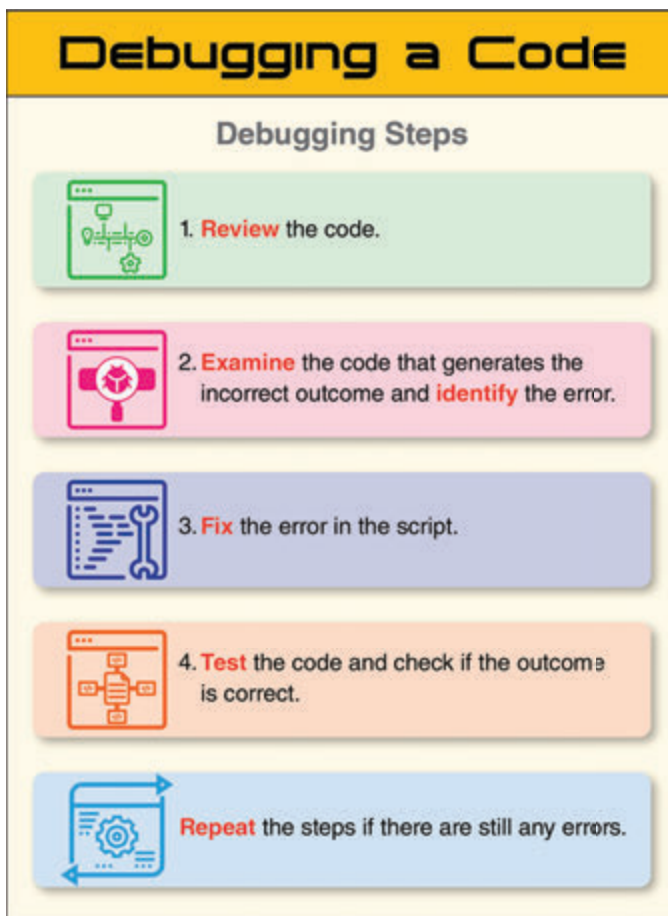 Debugging a Code
Debugging Steps
1. Review the code.
2. Examine the code that generates the
incorrect outcome and identify the error.
3. Fix the error in the script.
4. Test the code and check if the outcome
is correct.
Repeat the steps if there are still any errors.